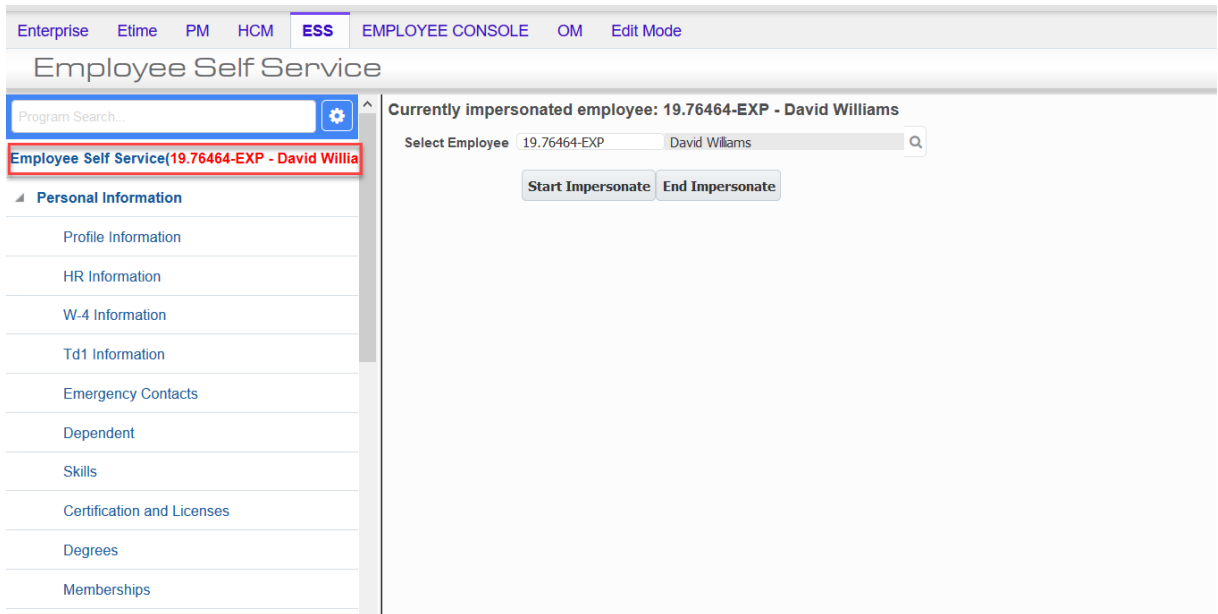 Enterprise Etime PM HCM ESS EMPLOYEE CONSOLE OM Edit Mode
Employee Self Service
Program Search...
Employee Self Service(19.76464-EXP - David Willia
Personal Information
Profile Information
HR Information
W-4 Information
Td1 Information
Emergency Contacts
Dependent
Skills
Certification and Licenses
Degrees
Memberships
Currently impersonated employee: 19.76464-EXP - David Williams
Select Employee 19.76464-EXP David Williams
Start Impersonate End Impersonate